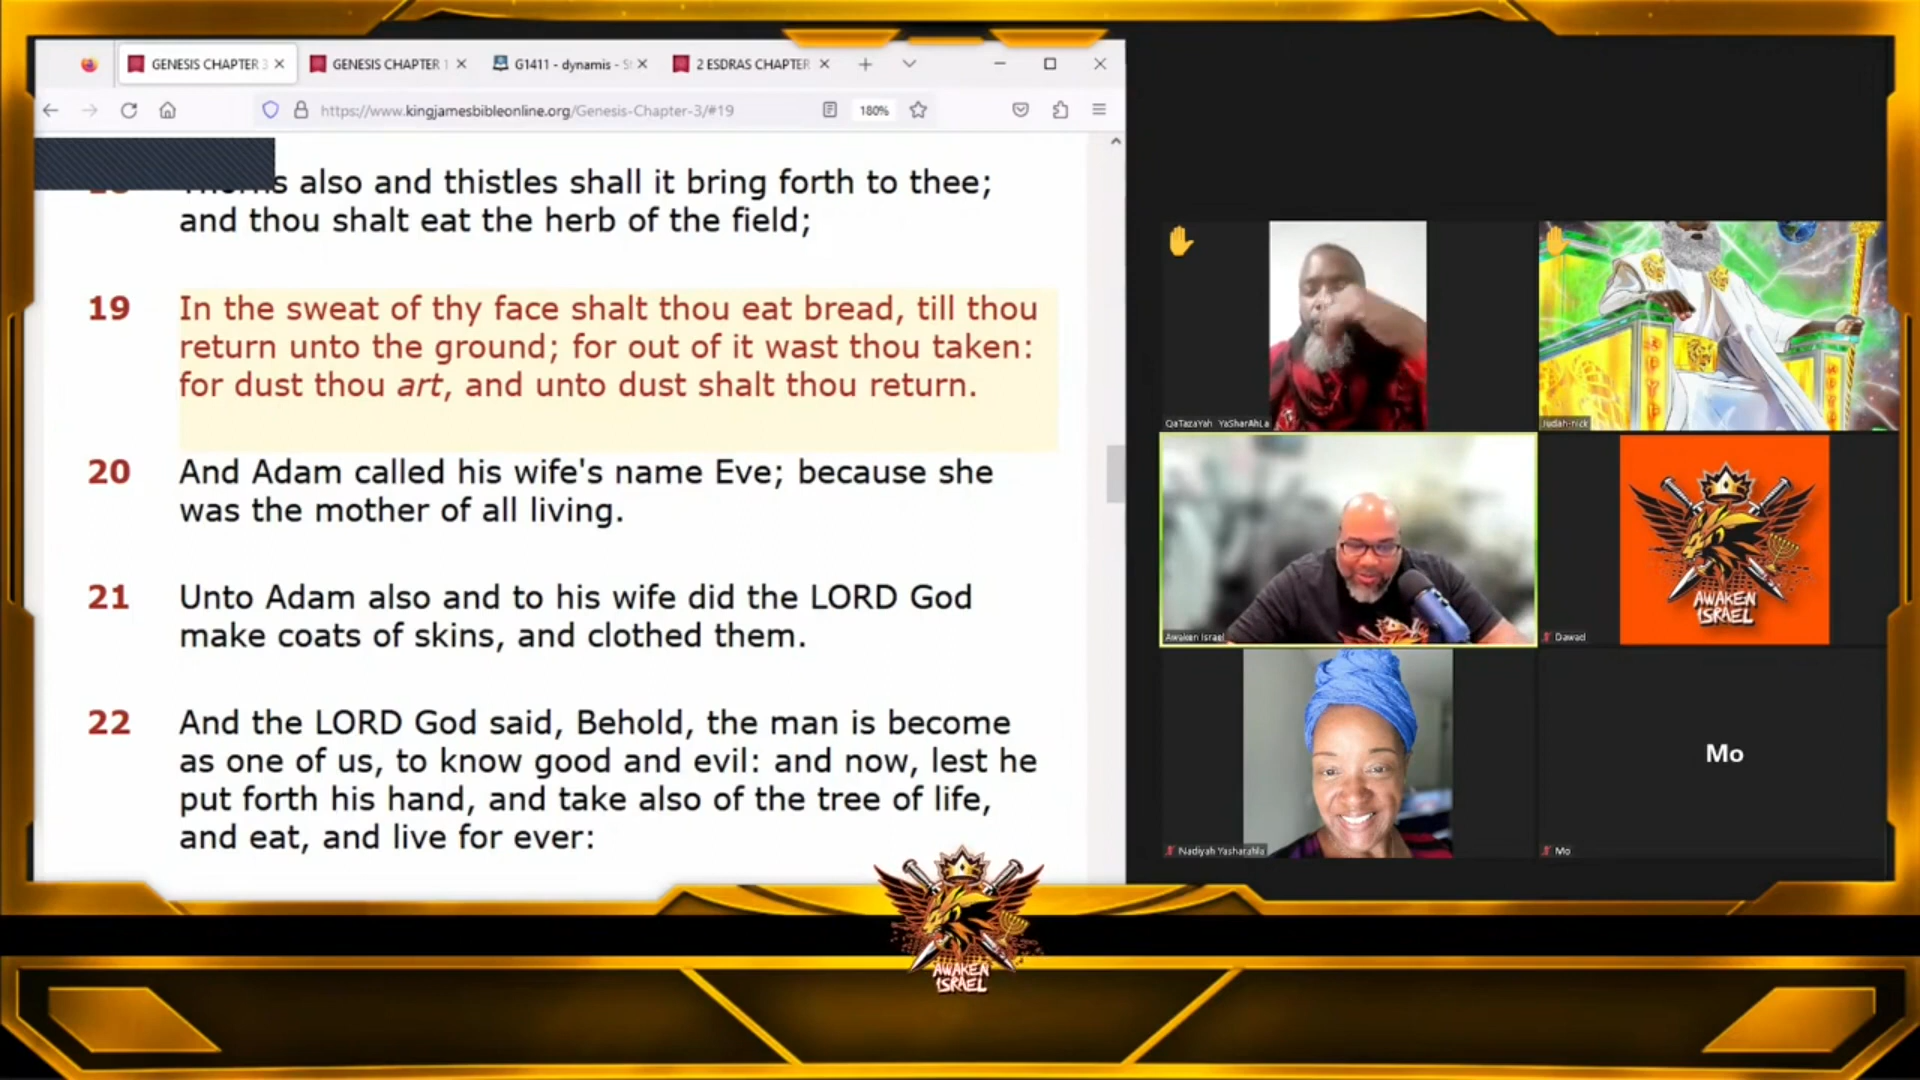 GENESIS CHAPTER 3
GENESIS CHAPTER 1
G1411 - dynamis - S
2 ESDRAS CHAPTER
https://www.kingjamesbibleonline.org/Genesis-Chapter-3/#19
180%
also and thistles shall it bring forth to thee;
and thou shalt eat the herb of the field;
19 In the sweat of thy face shalt thou eat bread, till thou
return unto the ground; for out of it wast thou taken:
for dust thou art, and unto dust shalt thou return.
20 And Adam called his wife's name Eve; because she
was the mother of all living.
21 Unto Adam also and to his wife did the LORD God
make coats of skins, and clothed them.
22 And the LORD God said, Behold, the man is become
as one of us, to know good and evil: and now, lest he
put forth his hand, and take also of the tree of life,
and eat, and live for ever:
QaTazaYah YaSharAhLa
Judah-rick
Awaken Israel
AWAKEN
ISRAEL
Dawad
Nadiyah Yasharahla
Mo
Mo
AWAKEN
ISRAEL